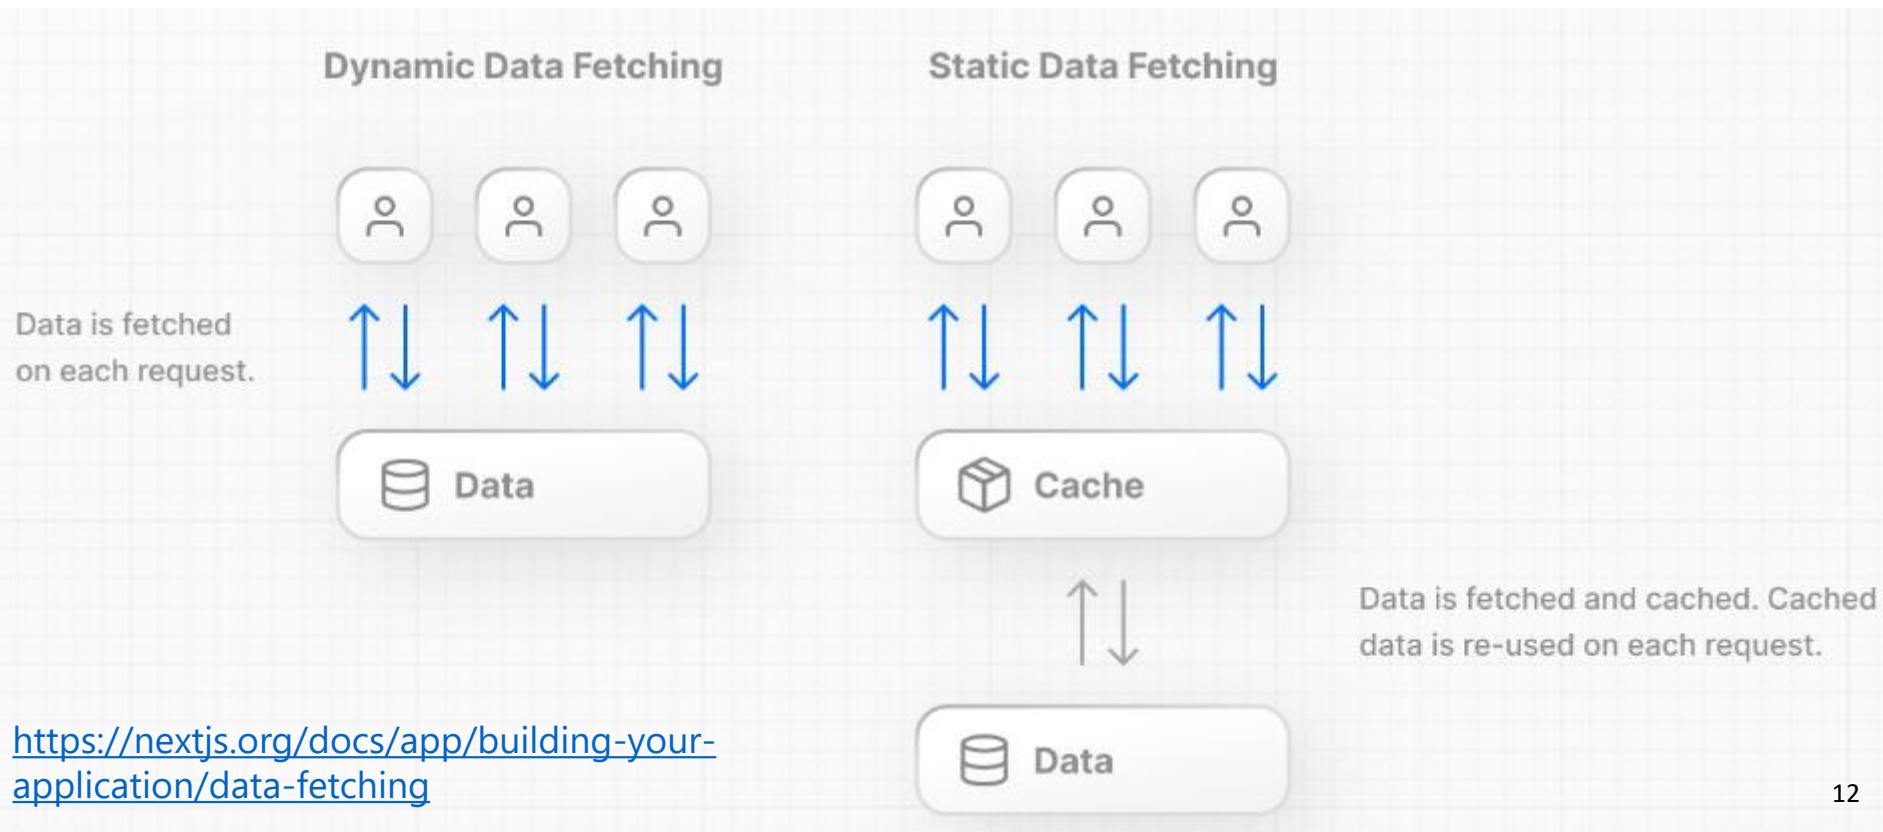 Dynamic Data Fetching
Static Data Fetching
Data is fetched
on each request.
Data
Cache
Data is fetched and cached. Cached
data is re-used on each request.
Data
https://nextjs.org/docs/app/building-your-
application/data-fetching
12